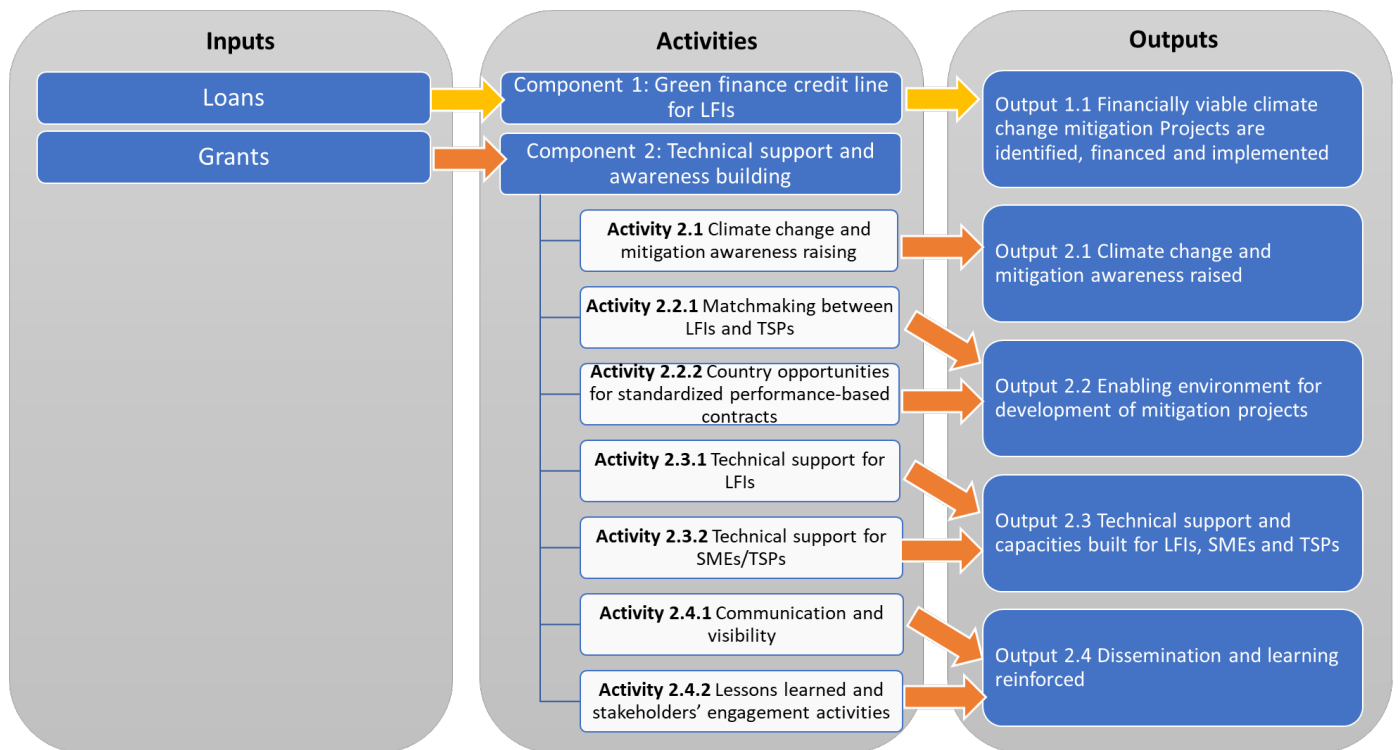 Inputs
Loans
Grants
Activities
Component 1: Green finance credit line
for LFIs
Component 2: Technical support and
awareness building
Activity 2.1 Climate change and
mitigation awareness raising
Activity 2.2.1 Matchmaking between
LFIs and TSPs
Activity 2.2.2 Country opportunities
for standardized performance-based
contracts
Activity 2.3.1 Technical support for
LFIs
Activity 2.3.2 Technical support for
SMEs/TSPs
Activity 2.4.1 Communication and
visibility
Activity 2.4.2 Lessons learned and
stakeholders’ engagement activities
Outputs
Output 1.1 Financially viable climate
change mitigation Projects are
identified, financed and implemented
Output 2.1 Climate change and
mitigation awareness raised
Output 2.2 Enabling environment for
development of mitigation projects
Output 2.3 Technical support and
capacities built for LFIs, SMEs and TSPs
Output 2.4 Dissemination and learning
reinforced